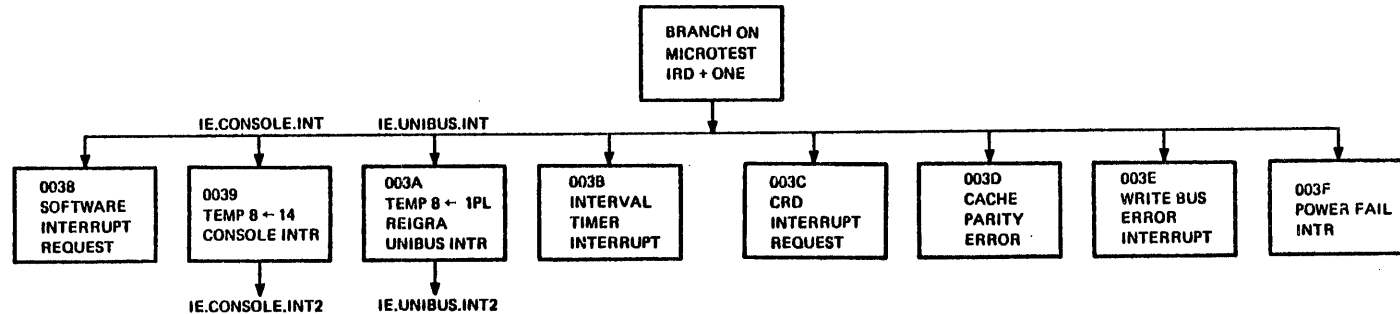 BRANCH ON
MICROTEST
IRD + ONE
IE.CONSOLE.INT
IE.UNIBUS.INT
0038
SOFTWARE
INTERRUPT
REQUEST
0039
TEMP 8 ← 14
CONSOLE INTR
003A
TEMP 8 ← 1PL
REIGRA
UNIBUS INTR
003B
INTERVAL
TIMER
INTERRUPT
003C
CRD
INTERRUPT
REQUEST
003D
CACHE
PARITY
ERROR
003E
WRITE BUS
ERROR
INTERRUPT
003F
POWER FAIL
INTR
IE.CONSOLE.INT2
IE.UNIBUS.INT2